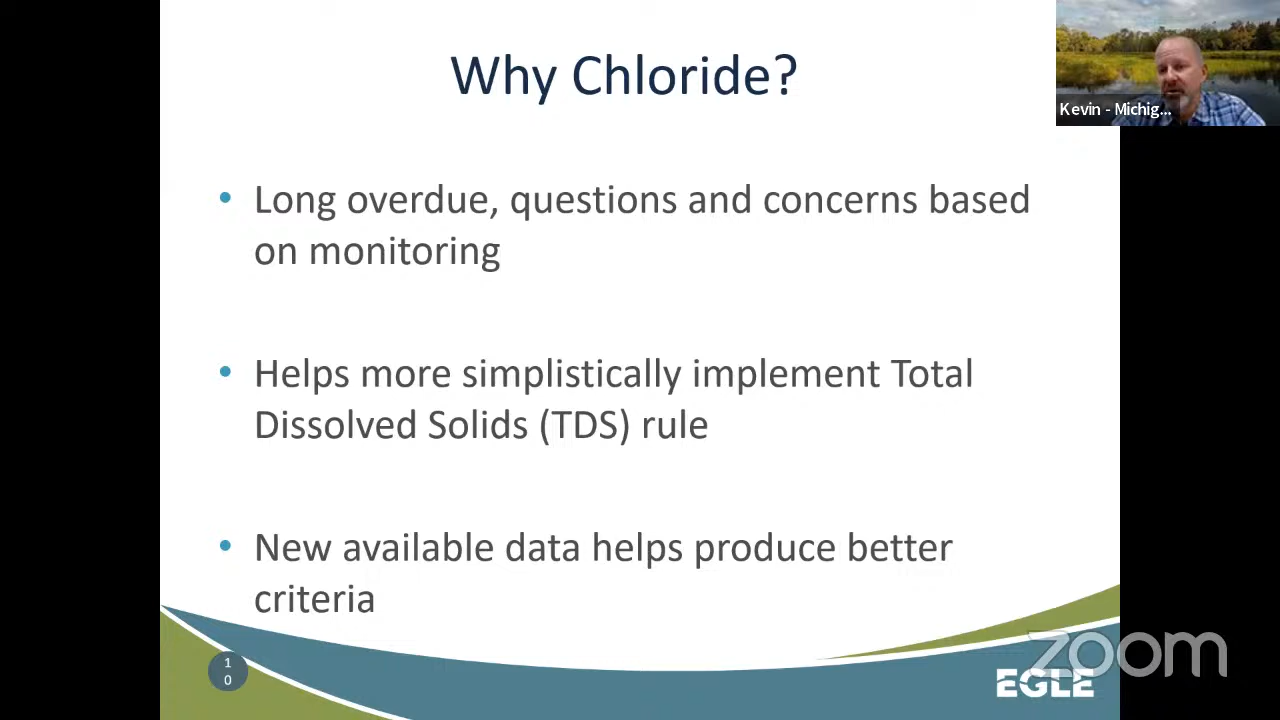 Why Chloride?
Kevin - Michig...
• Long overdue, questions and concerns based
on monitoring
• Helps more simplistically implement Total
Dissolved Solids (TDS) rule
• New available data helps produce better
criteria
1
0
EGLE
zoom